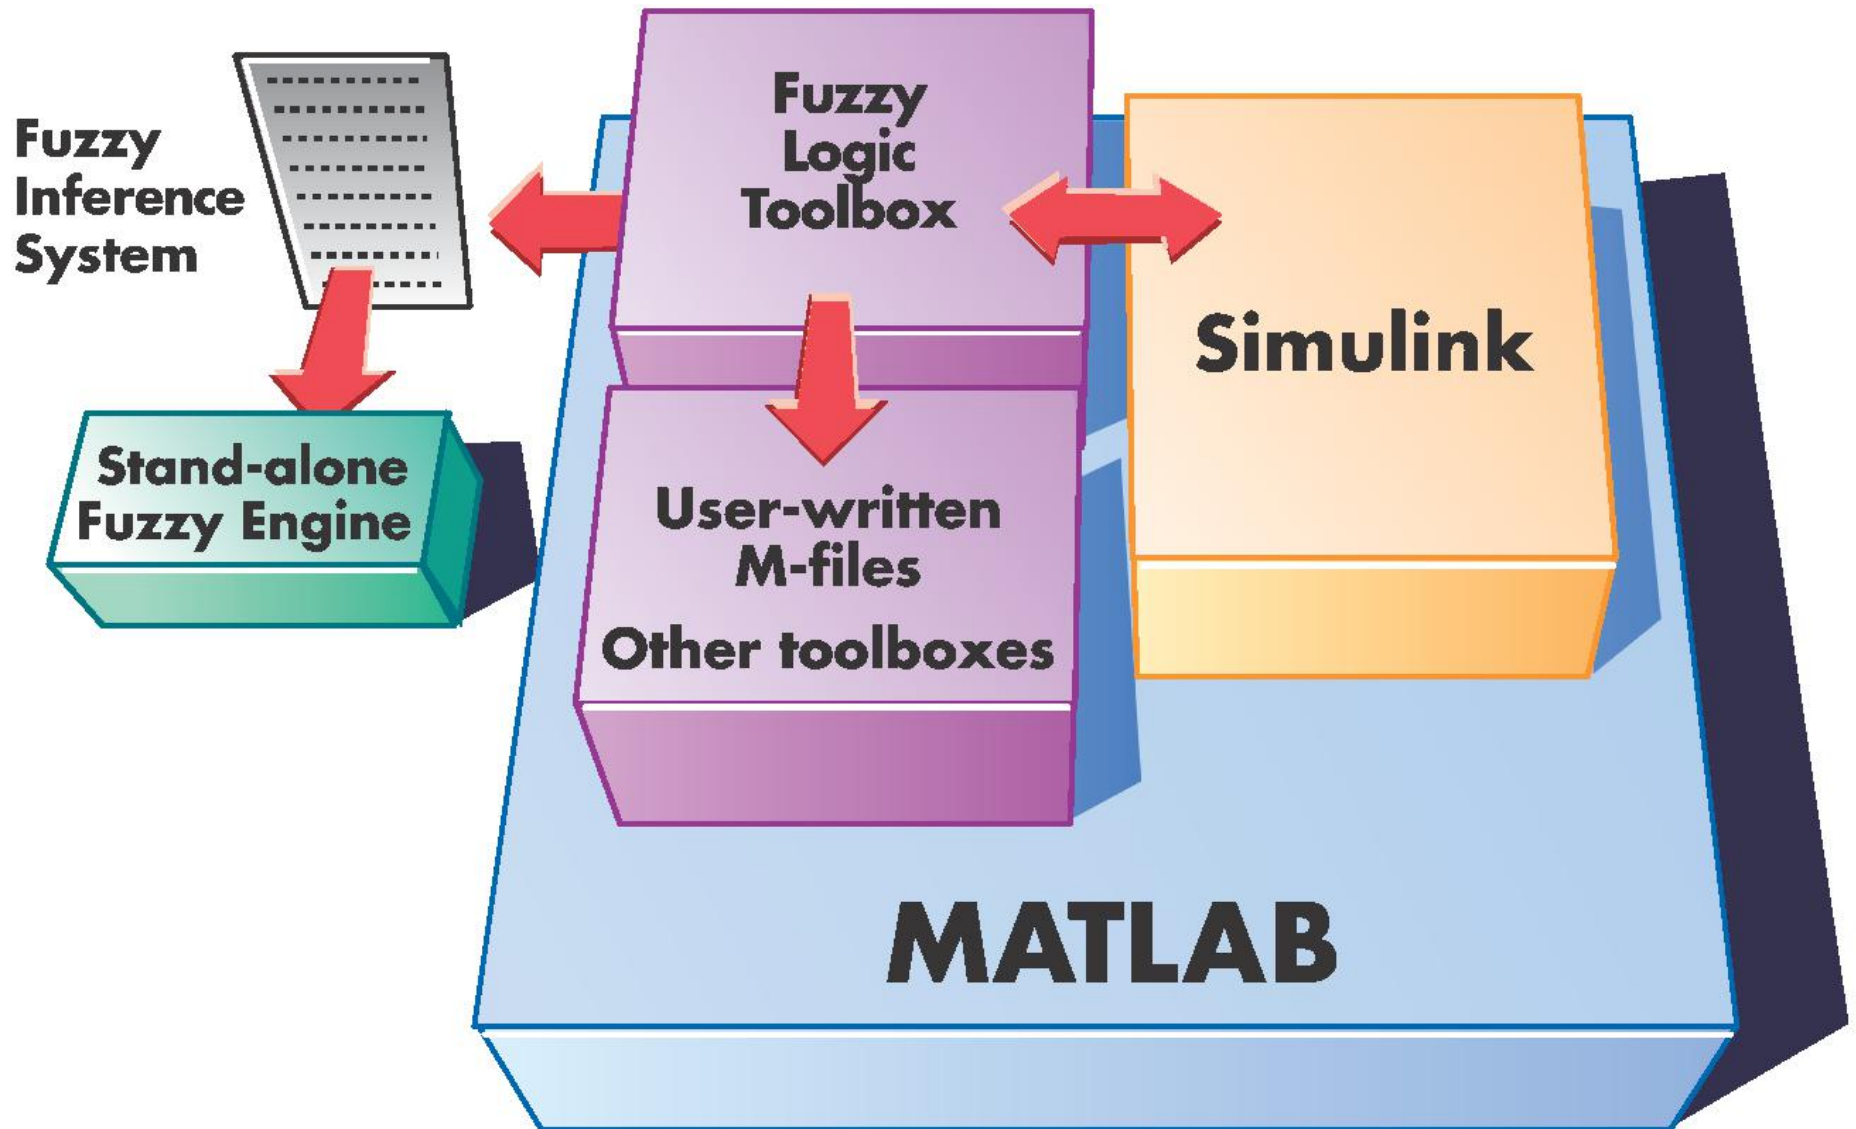 Fuzzy
Inference
System
Fuzzy
Logic
Toolbox
Simulink
Stand-alone
Fuzzy Engine
User-written
M-files
Other toolboxes
MATLAB